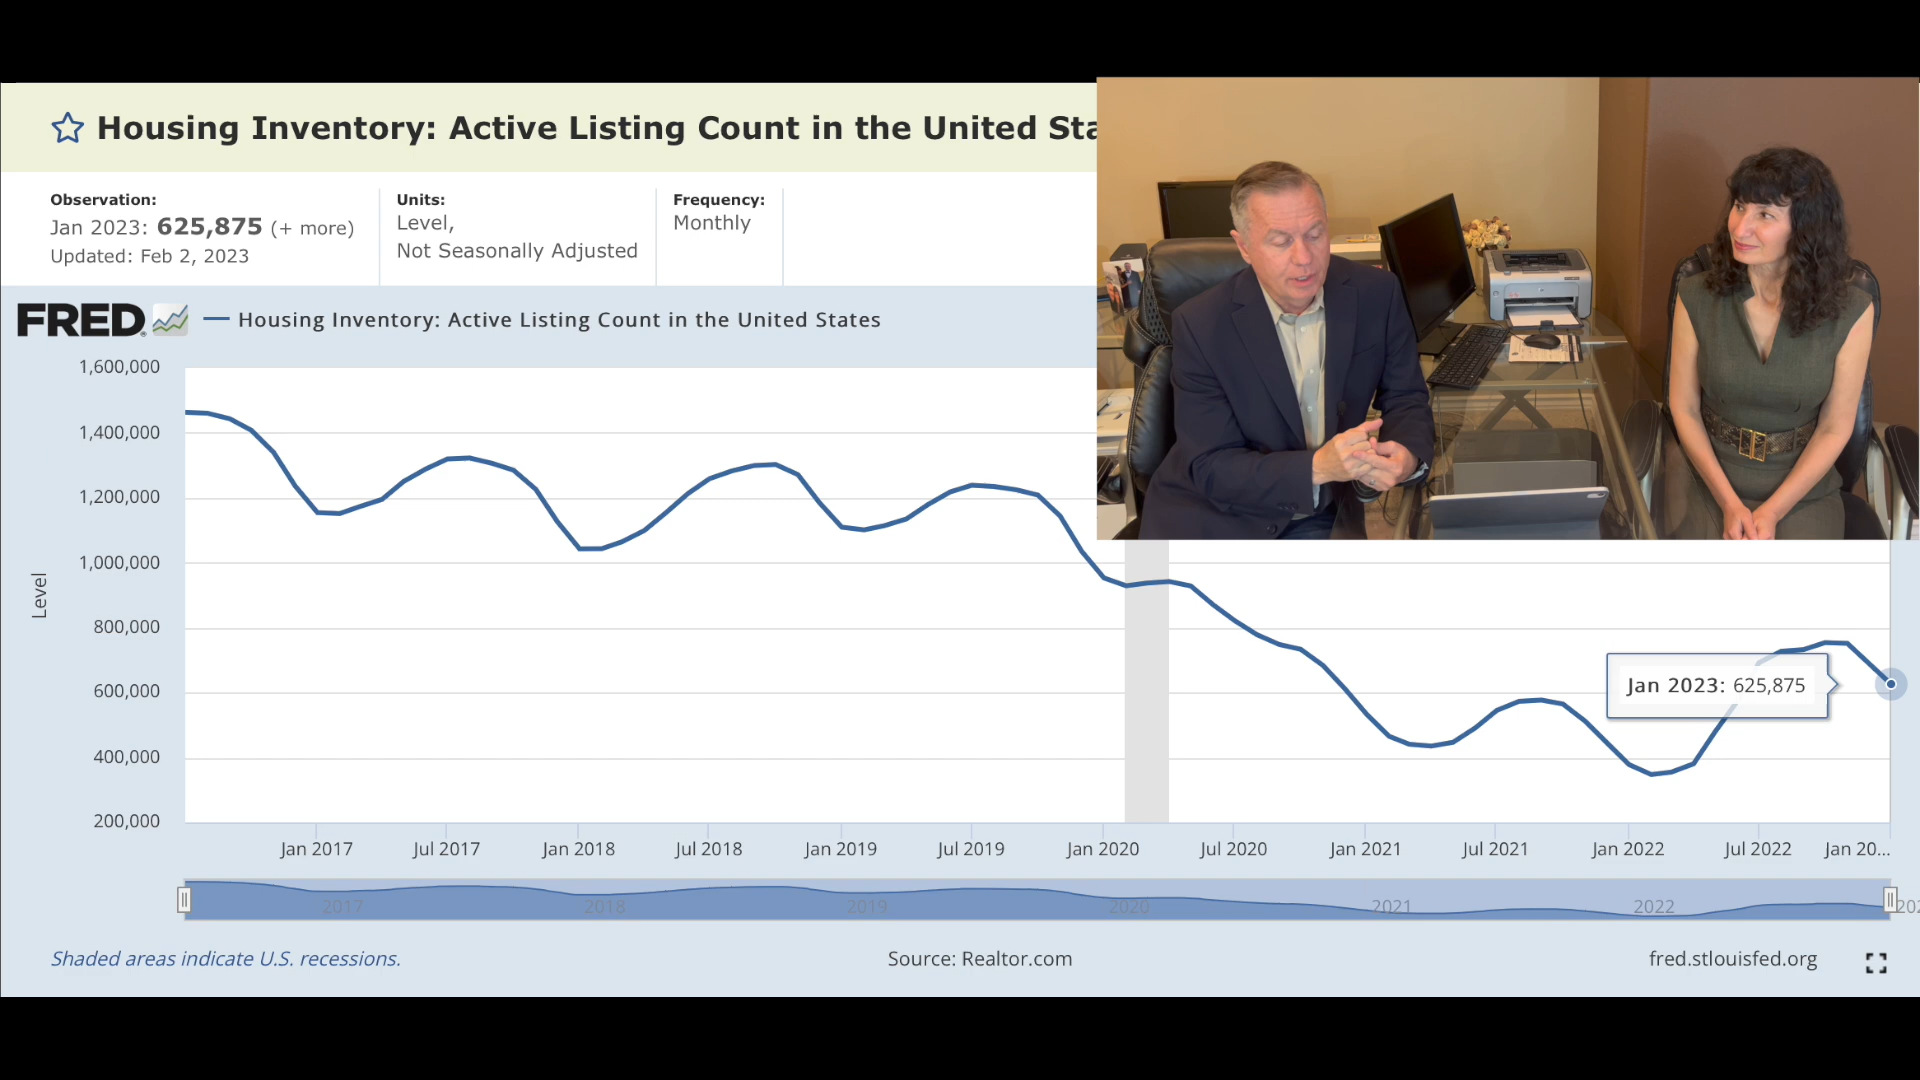 Housing Inventory: Active Listing Count in the United Sta
Observation:
Jan 2023: 625,875 (+ more)
Updated: Feb 2, 2023
Units:
Level,
Not Seasonally Adjusted
Frequency:
Monthly
FRED
Housing Inventory: Active Listing Count in the United States
1,600,000
1,400,000
1,200,000
1,000,000
800,000
600,000
400,000
200,000
Level
Jan 2023: 625,875
Jan 2017
Jul 2017
Jan 2018
Jul 2018
Jan 2019
Jul 2019
Jan 2020
Jul 2020
Jan 2021
Jul 2021
Jan 2022
Jul 2022
Jan 20...
2017
2018
2019
2020
2021
2022
202
Shaded areas indicate U.S. recessions.
Source: Realtor.com
fred.stlouisfed.org